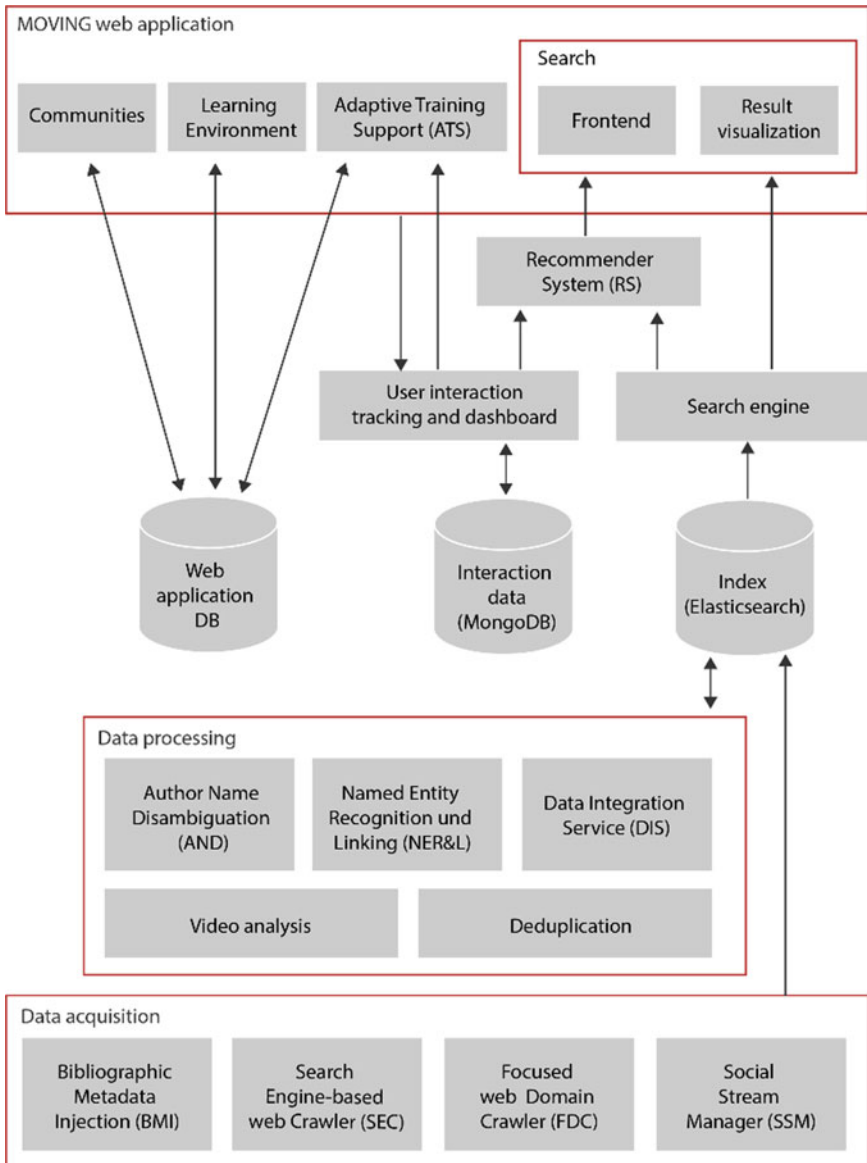 MOVING web application
Search
Communities
Learning
Environment
Adaptive Training
Support (ATS)
Frontend
Result
visualization
Recommender
System (RS)
User interaction
tracking and dashboard
Search engine
Web
application
DB
Interaction
data
(MongoDB)
Index
(Elasticsearch)
Data processing
Author Name
Disambiguation
(AND)
Named Entity
Recognition und
Linking (NER&L)
Data Integration
Service (DIS)
Video analysis
Deduplication
Data acquisition
Bibliographic
Metadata
Injection (BMI)
Search
Engine-based
web Crawler (SEC)
Focused
web Domain
Crawler (FDC)
Social
Stream
Manager (SSM)